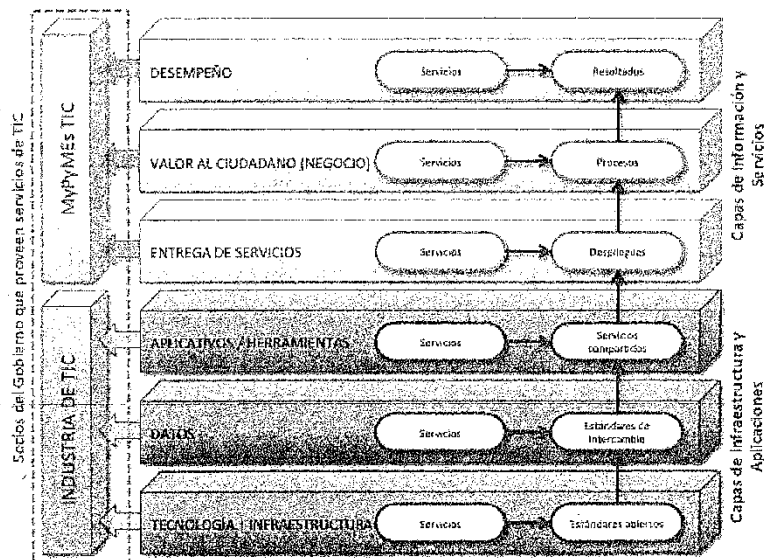 Socios del Gobierno que proveen servicios de TIC
MyPyMEs TIC
INDUSTRIA DE TIC
DESEMPEÑO
Servicios
Resultados
VALOR AL CIUDADANO (NEGOCIO)
Servicios
Procesos
ENTREGA DE SERVICIOS
Servicios
Despliegues
APLICATIVOS / HERRAMIENTAS
Servicios
Servicios
compartidos
DATOS
Servicios
Estándares de
Intercambio
TECNOLOGÍA / INFRAESTRUCTURA
Servicios
Estándares abiertos
Capas de Información y
Servicios
Capas de Infraestructura y
Aplicaciones